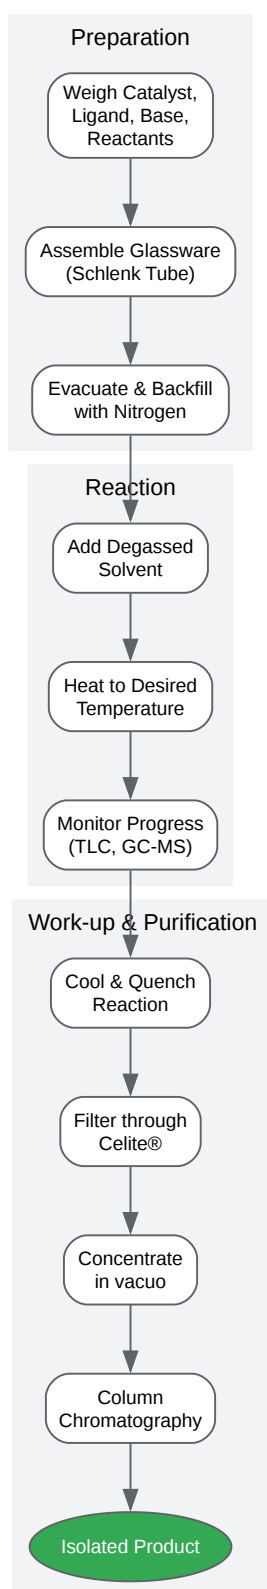 Preparation
Weigh Catalyst,
Ligand, Base,
Reactants
Assemble Glassware
(Schlenk Tube)
Evacuate & Backfill
with Nitrogen
Reaction
Add Degassed
Solvent
Heat to Desired
Temperature
Monitor Progress
(TLC, GC-MS)
Work-up & Purification
Cool & Quench
Reaction
Filter through
Celite®
Concentrate
in vacuo
Column
Chromatography
Isolated Product